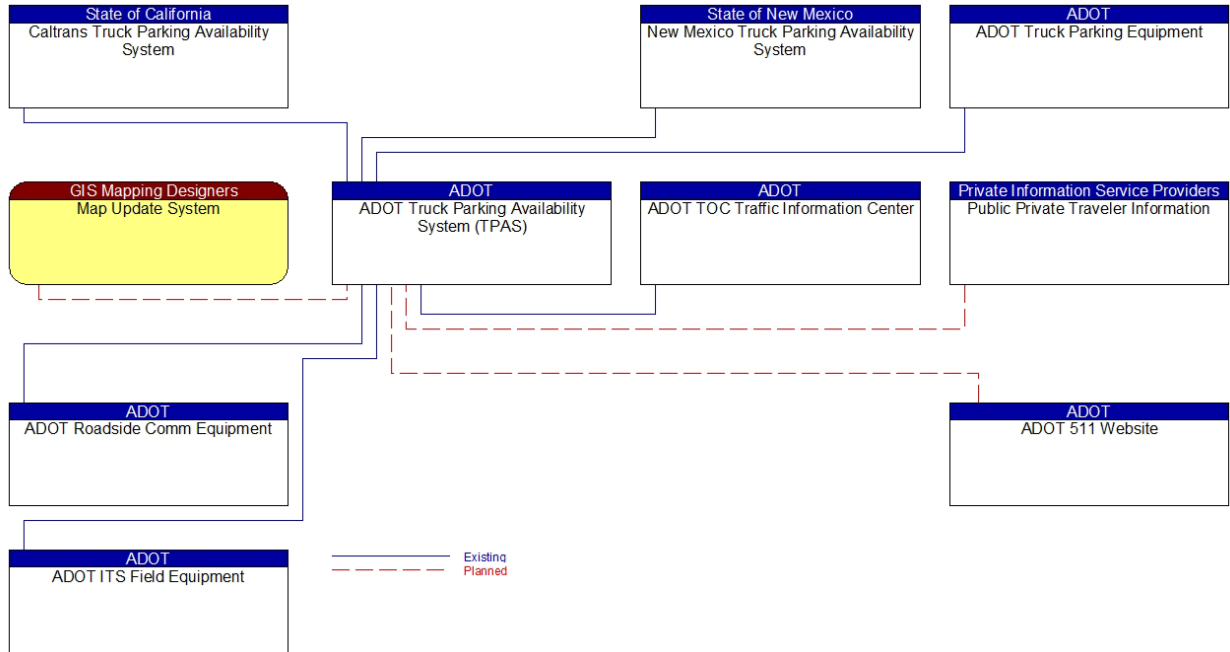 State of California
Caltrans Truck Parking Availability
System
State of New Mexico
New Mexico Truck Parking Availability
System
ADOT
ADOT Truck Parking Equipment
GIS Mapping Designers
Map Update System
ADOT
ADOT Truck Parking Availability
System (TPAS)
ADOT
ADOT TOC Traffic Information Center
Private Information Service Providers
Public Private Traveler Information
ADOT
ADOT Roadside Comm Equipment
ADOT
ADOT 511 Website
ADOT
ADOT ITS Field Equipment
Existing
Planned